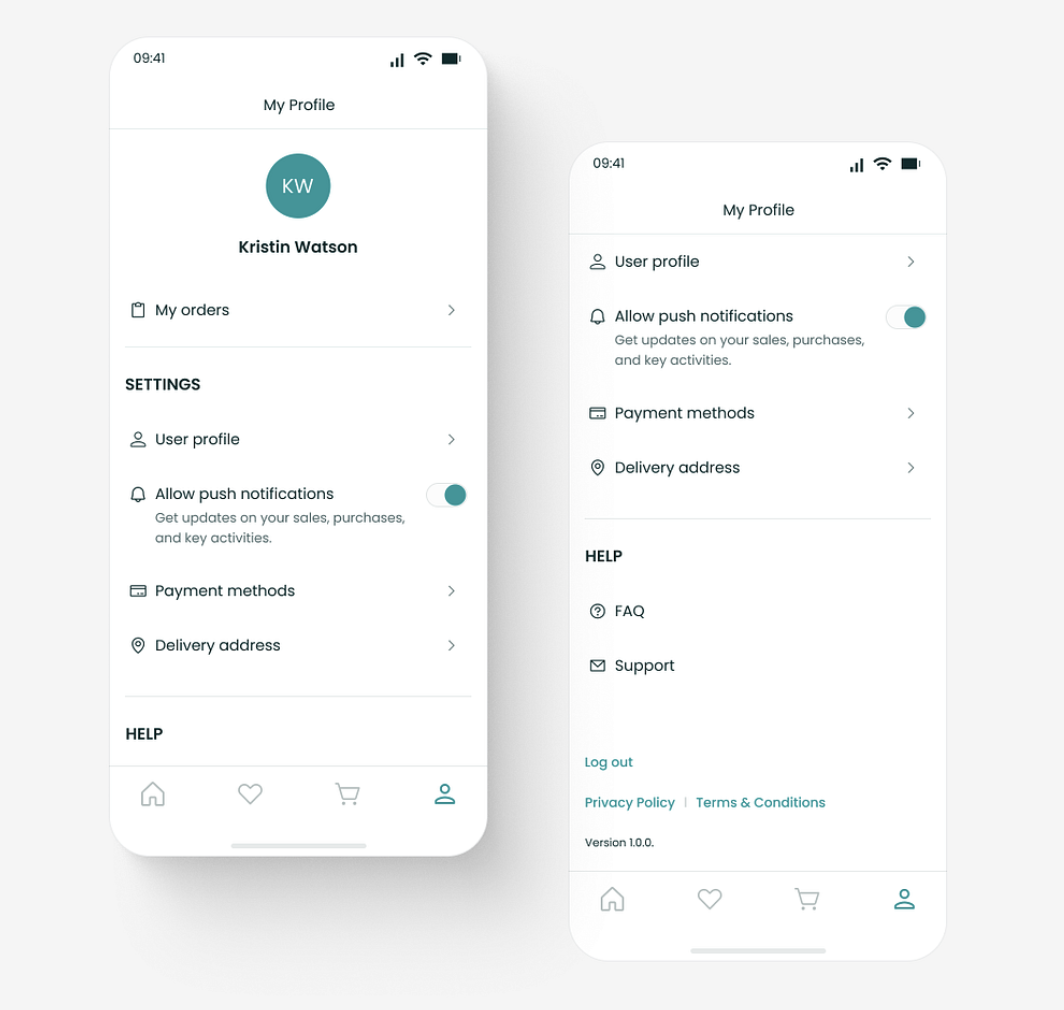 09:41
My Profile
KW
Kristin Watson
My orders
SETTINGS
User profile
Allow push notifications
Get updates on your sales, purchases,
and key activities.
Payment methods
Delivery address
HELP
09:41
My Profile
User profile
Allow push notifications
Get updates on your sales, purchases,
and key activities.
Payment methods
Delivery address
HELP
FAQ
Support
Log out
Privacy Policy | Terms & Conditions
Version 1.0.0.